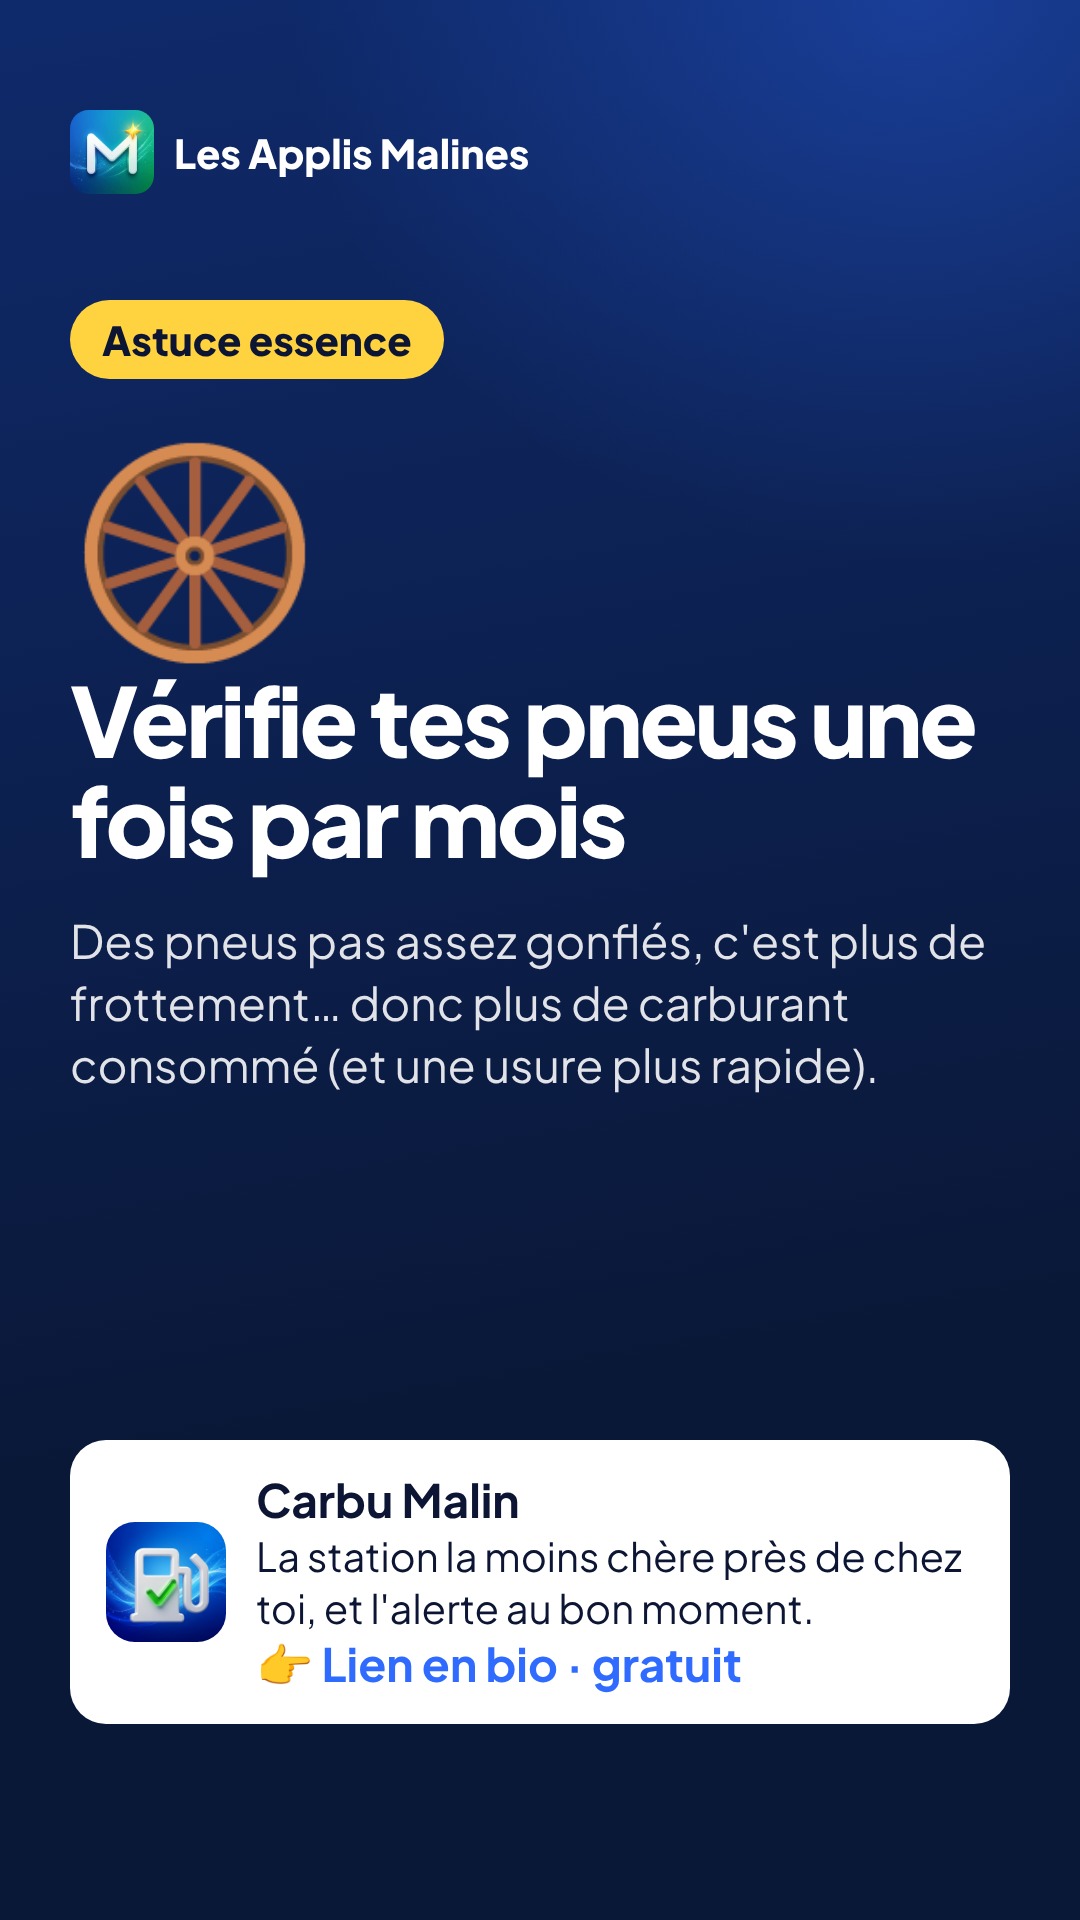 Les Applis Malines
Astuce essence
Vérifie tes pneus une
fois par mois
Des pneus pas assez gonflés, c'est plus de
frottement… donc plus de carburant
consommé (et une usure plus rapide).
Carbu Malin
La station la moins chère près de chez
toi, et l'alerte au bon moment.
👉 Lien en bio · gratuit